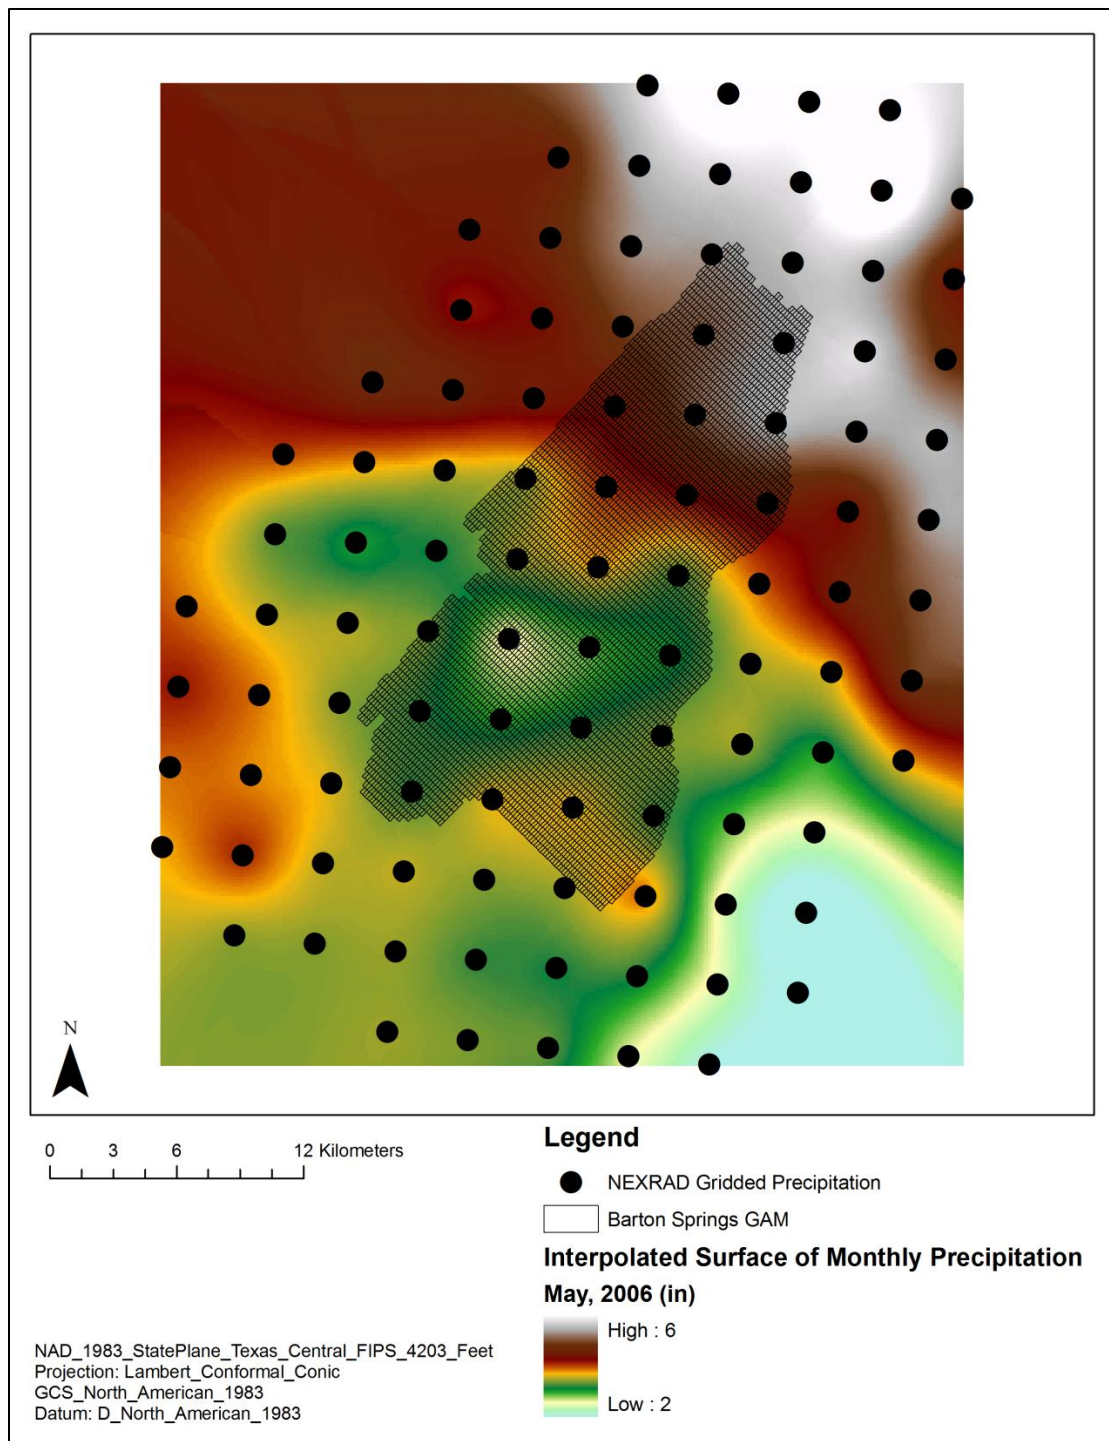 N
0 3 6 12 Kilometers
Legend
NEXRAD Gridded Precipitation
Barton Springs GAM
Interpolated Surface of Monthly Precipitation
May, 2006 (in)
High : 6
Low : 2
NAD_1983_StatePlane_Texas_Central_FIPS_4203_Feet
Projection: Lambert_Conformal_Conic
GCS_North_American_1983
Datum: D_North_American_1983